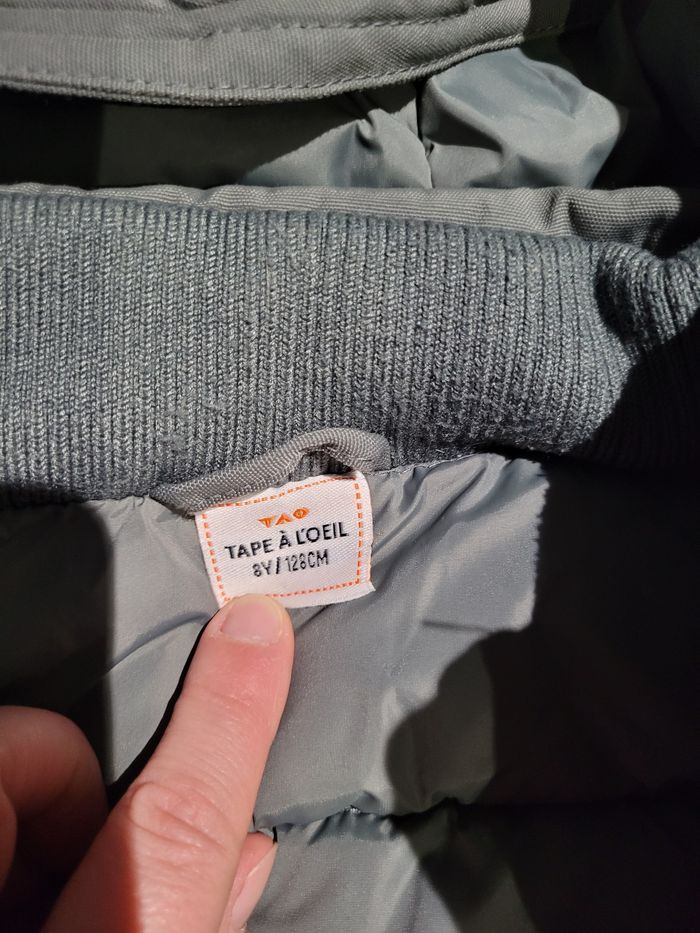 TAO
TAPE À L'OEIL
8Y/128CM